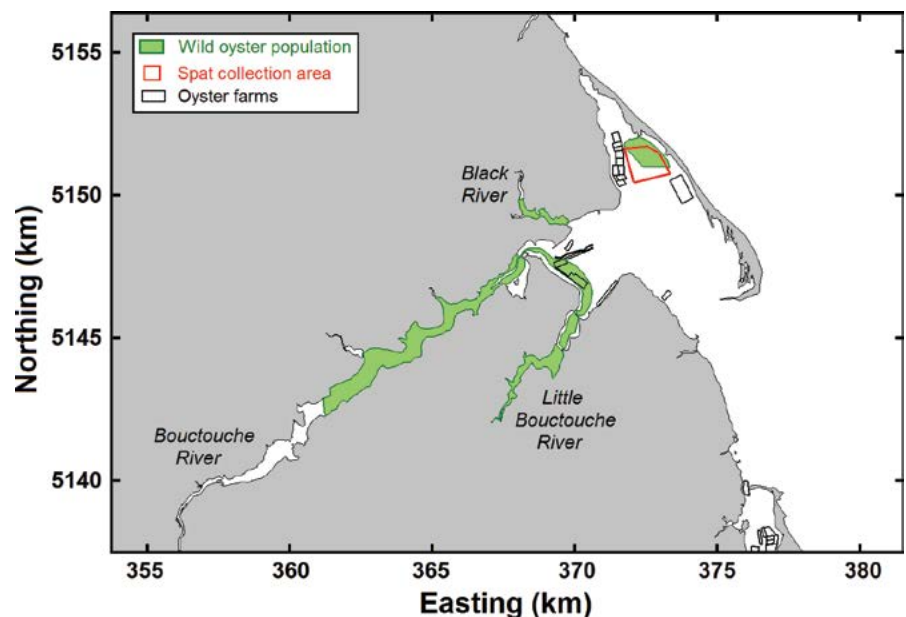 Wild oyster population
Spat collection area
Oyster farms
5155
5150
5145
5140
Northing (km)
Black
River
Little
Bouctouche
River
Bouctouche
River
355
360
365
370
375
380
Easting (km)